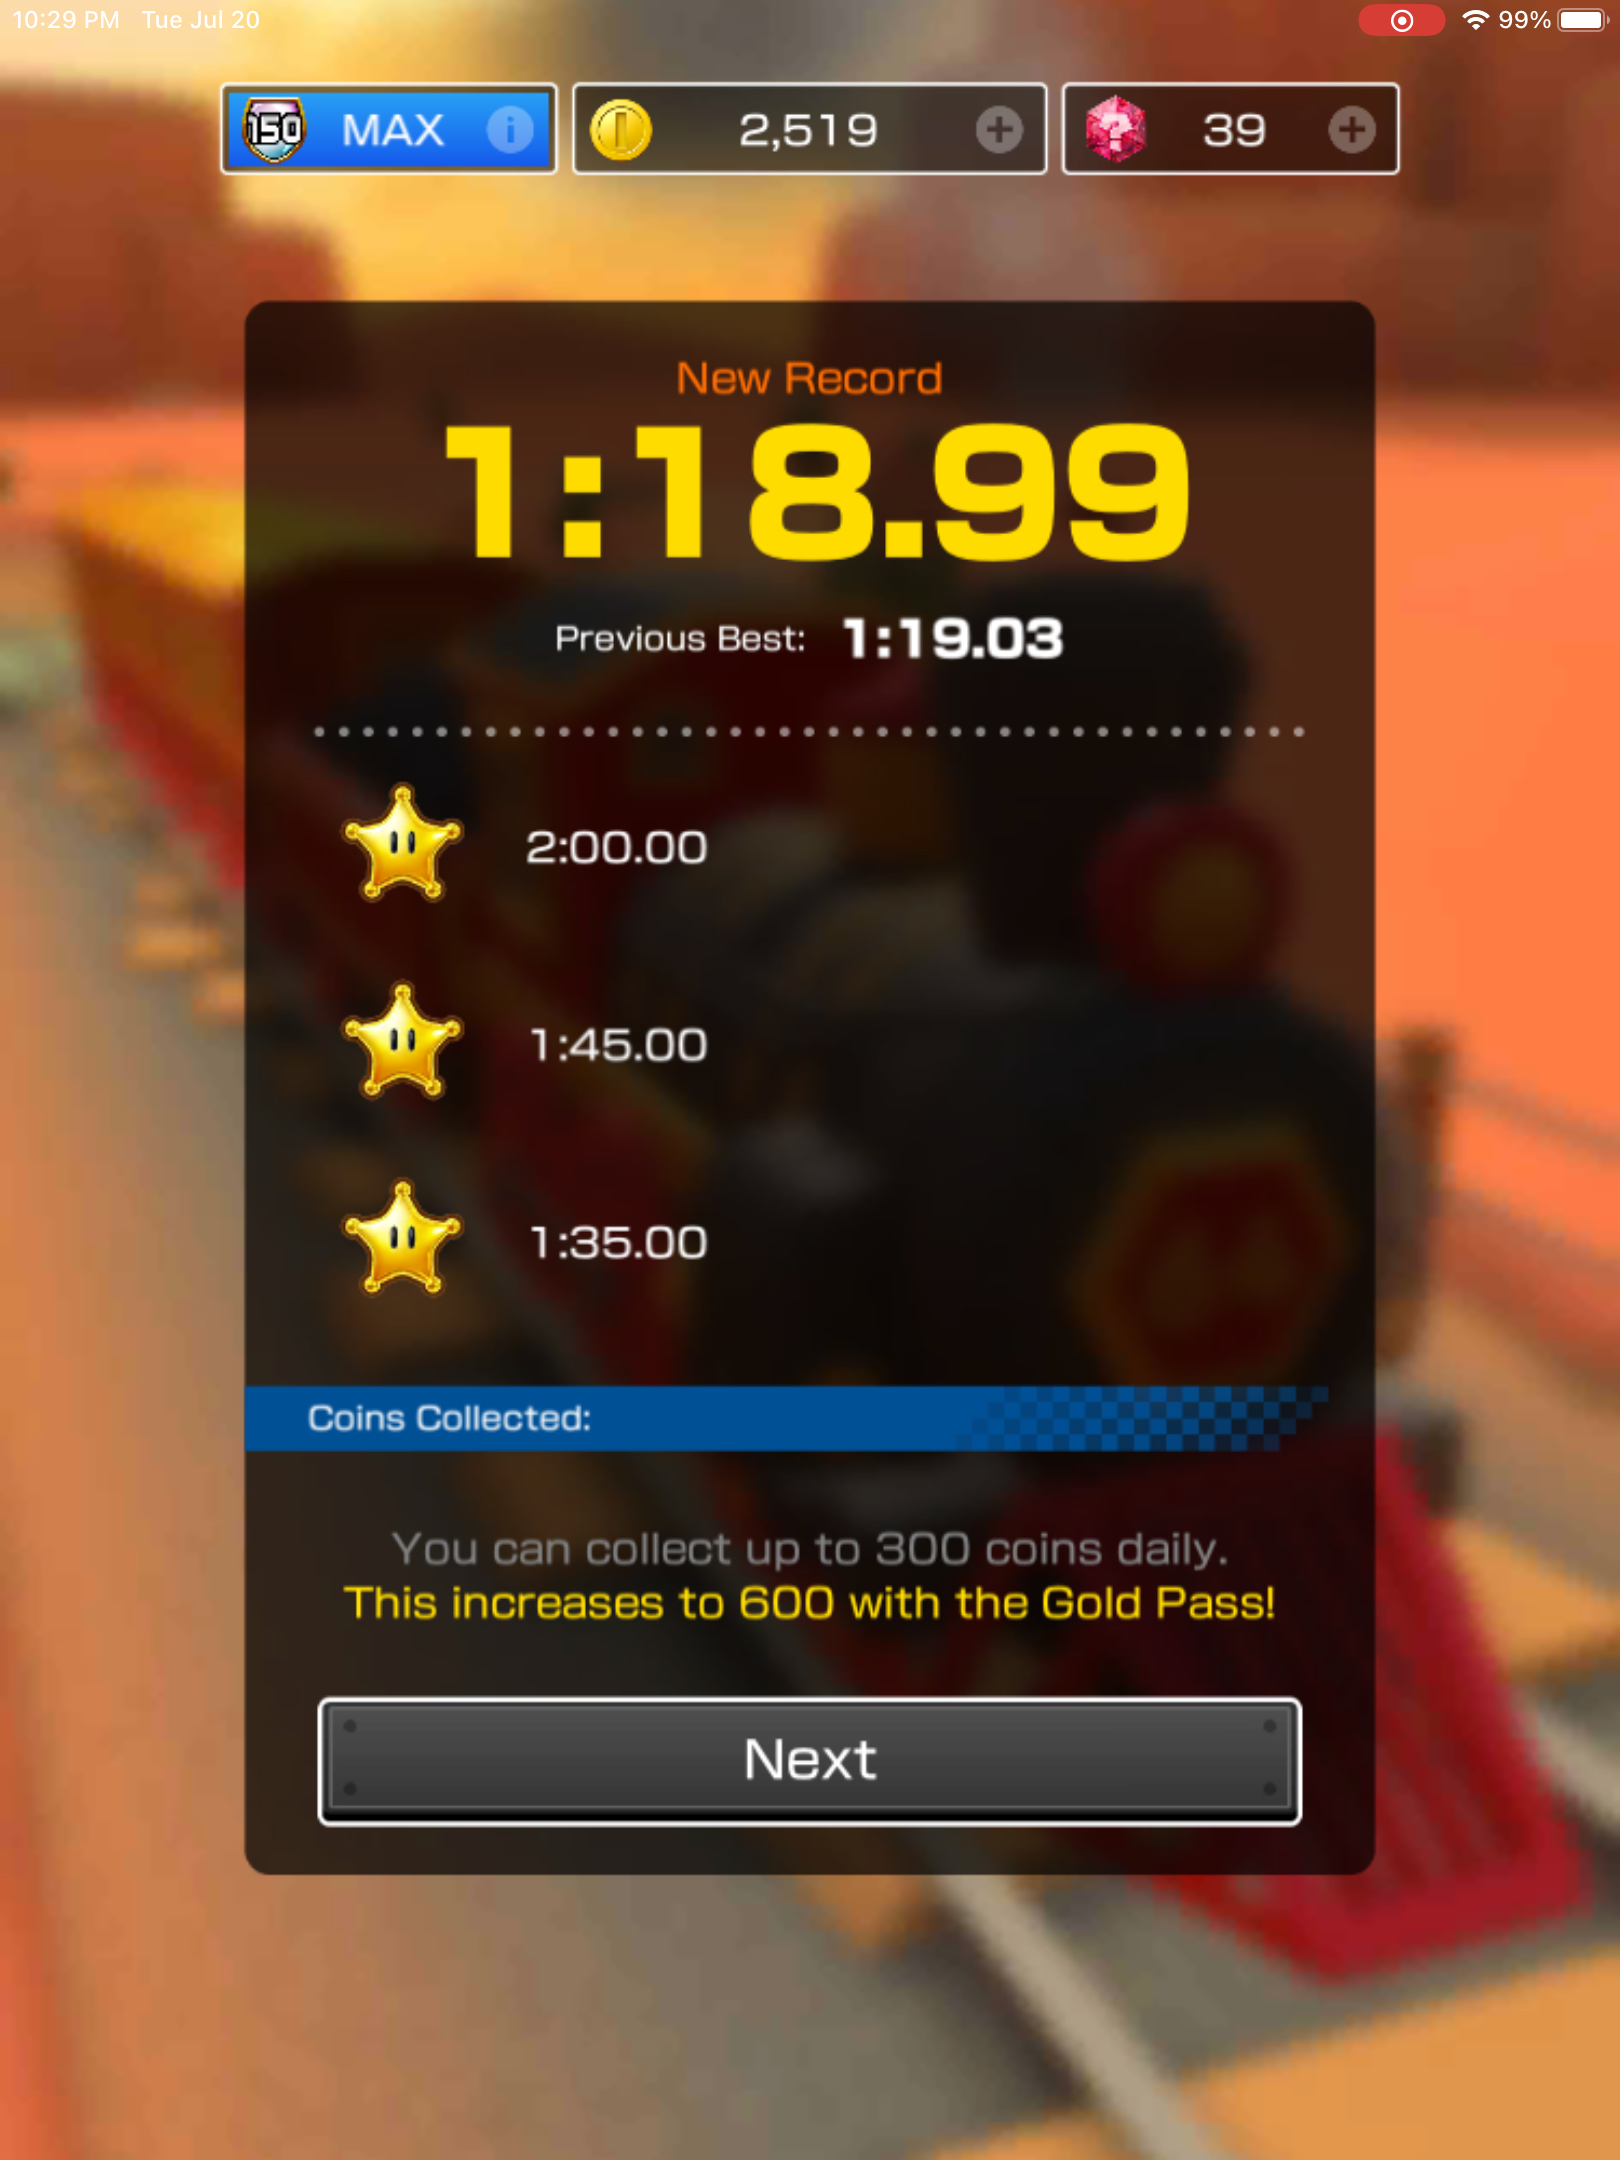 10:29 PM Tue Jul 20
99%
150 MAX i
2,519 +
? 39 +
New Record
1:18.99
Previous Best: 1:19.03
2:00.00
1:45.00
1:35.00
Coins Collected:
You can collect up to 300 coins daily.
This increases to 600 with the Gold Pass!
Next